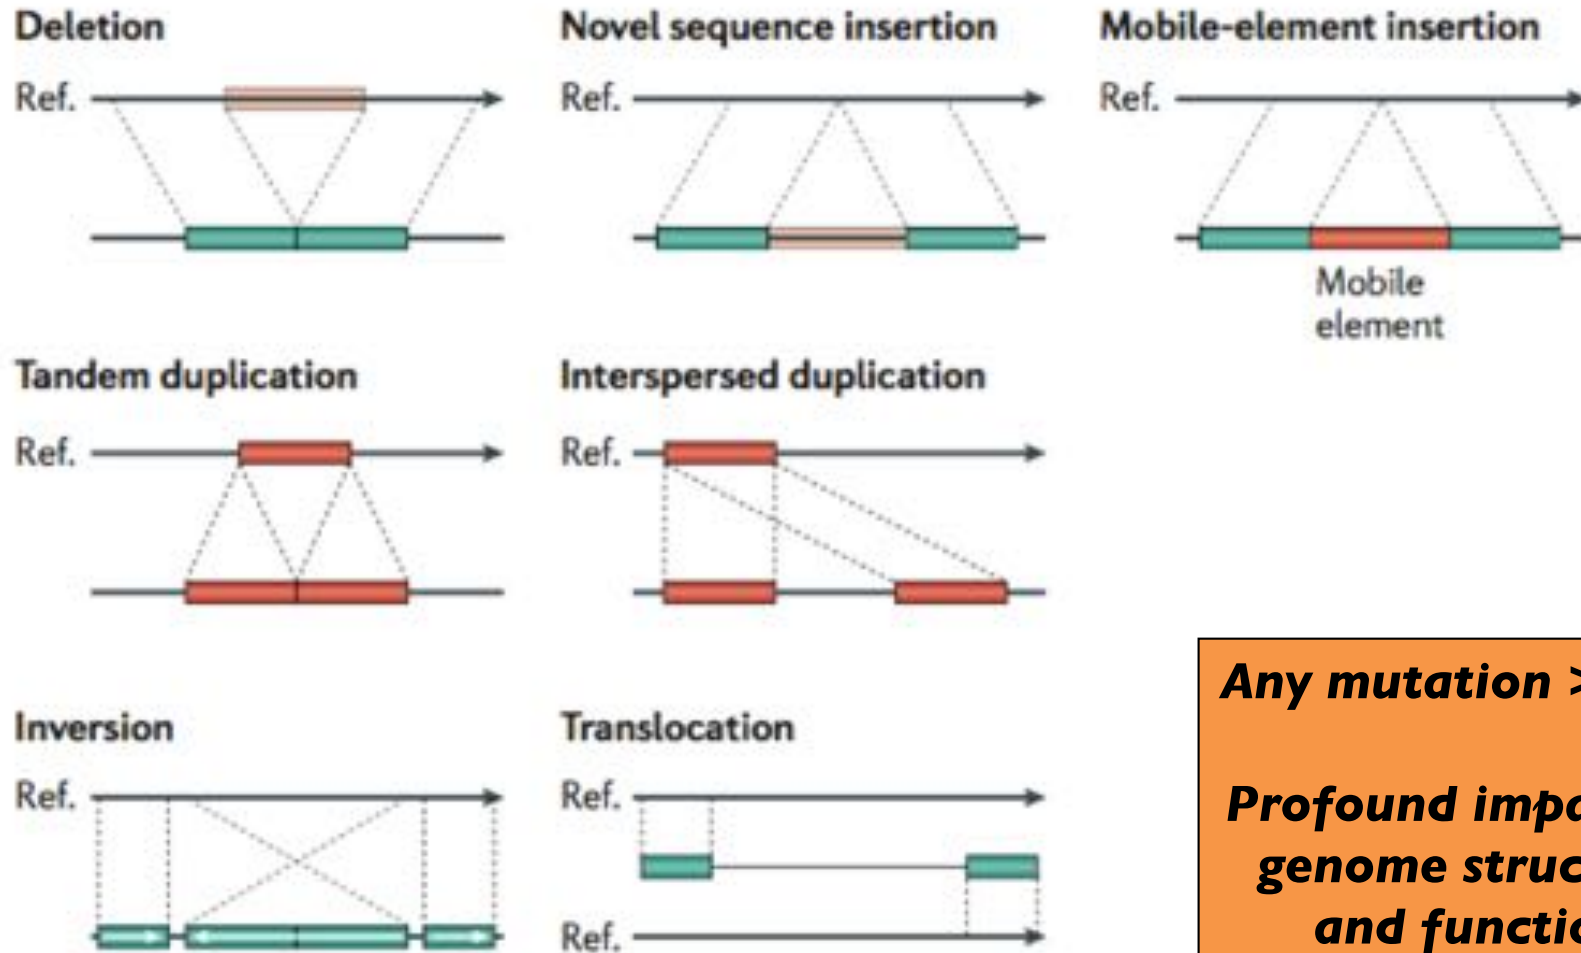 Deletion
Ref.
Novel sequence insertion
Ref.
Mobile-element insertion
Ref.
Mobile
element
Tandem duplication
Ref.
Interspersed duplication
Ref.
Inversion
Ref.
Translocation
Ref.
Ref.
Any mutation >
Profound
genome
and